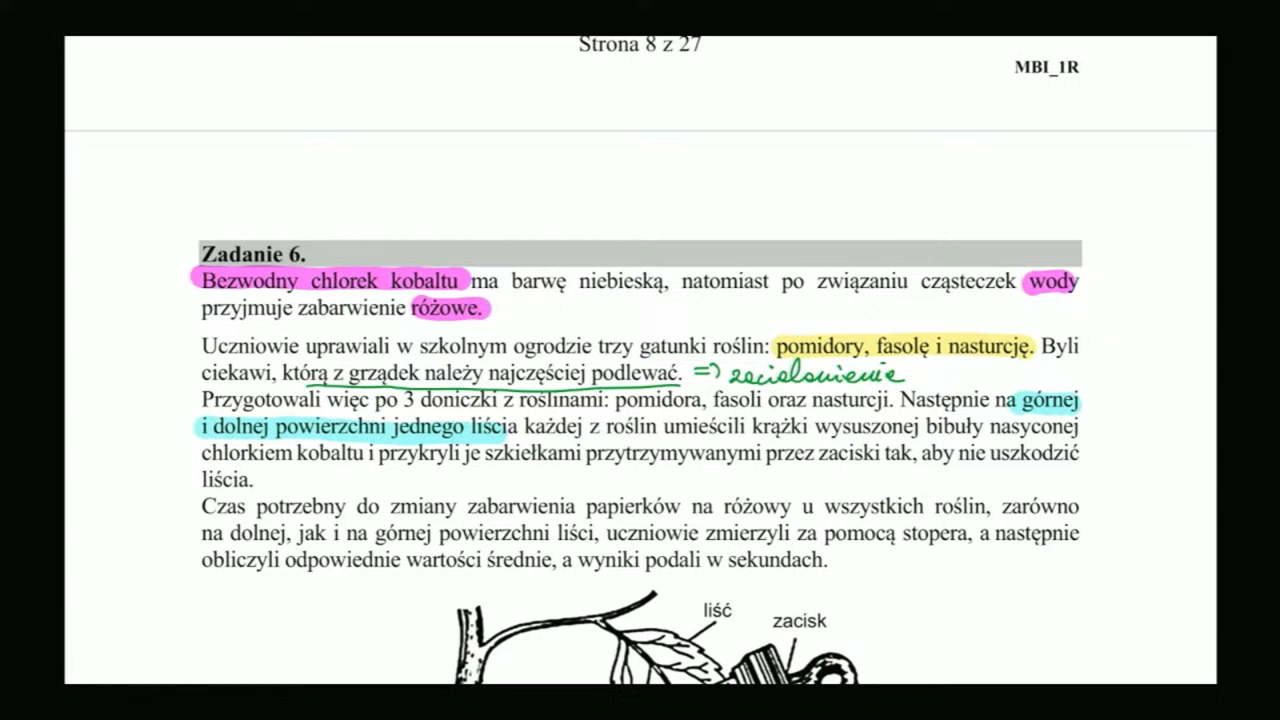 Strona 8 z 27
MBI_1R
Zadanie 6.
Bezwodny chlorek kobaltu ma barwę niebieską, natomiast po związaniu cząsteczek wody
przyjmuje zabarwienie różowe.
Uczniowie uprawiali w szkolnym ogrodzie trzy gatunki roślin: pomidory, fasolę i nasturcję. Byli
ciekawi, którą z grządek należy najczęściej podlewać. =>
Przygotowali więc po 3 doniczki z roślinami: pomidora, fasoli oraz nasturcji. Następnie na górnej
i dolnej powierzchni jednego liścia każdej z roślin umieścili krążki wysuszonej bibuły nasyconej
chlorkiem kobaltu i przykryli je szkiełkami przytrzymywanymi przez zaciski tak, aby nie uszkodzić
liścia.
Czas potrzebny do zmiany zabarwienia papierków na różowy u wszystkich roślin, zarówno
na dolnej, jak i na górnej powierzchni liści, uczniowie zmierzyli za pomocą stopera, a następnie
obliczyli odpowiednie wartości średnie, a wyniki podali w sekundach.
liść
zacisk